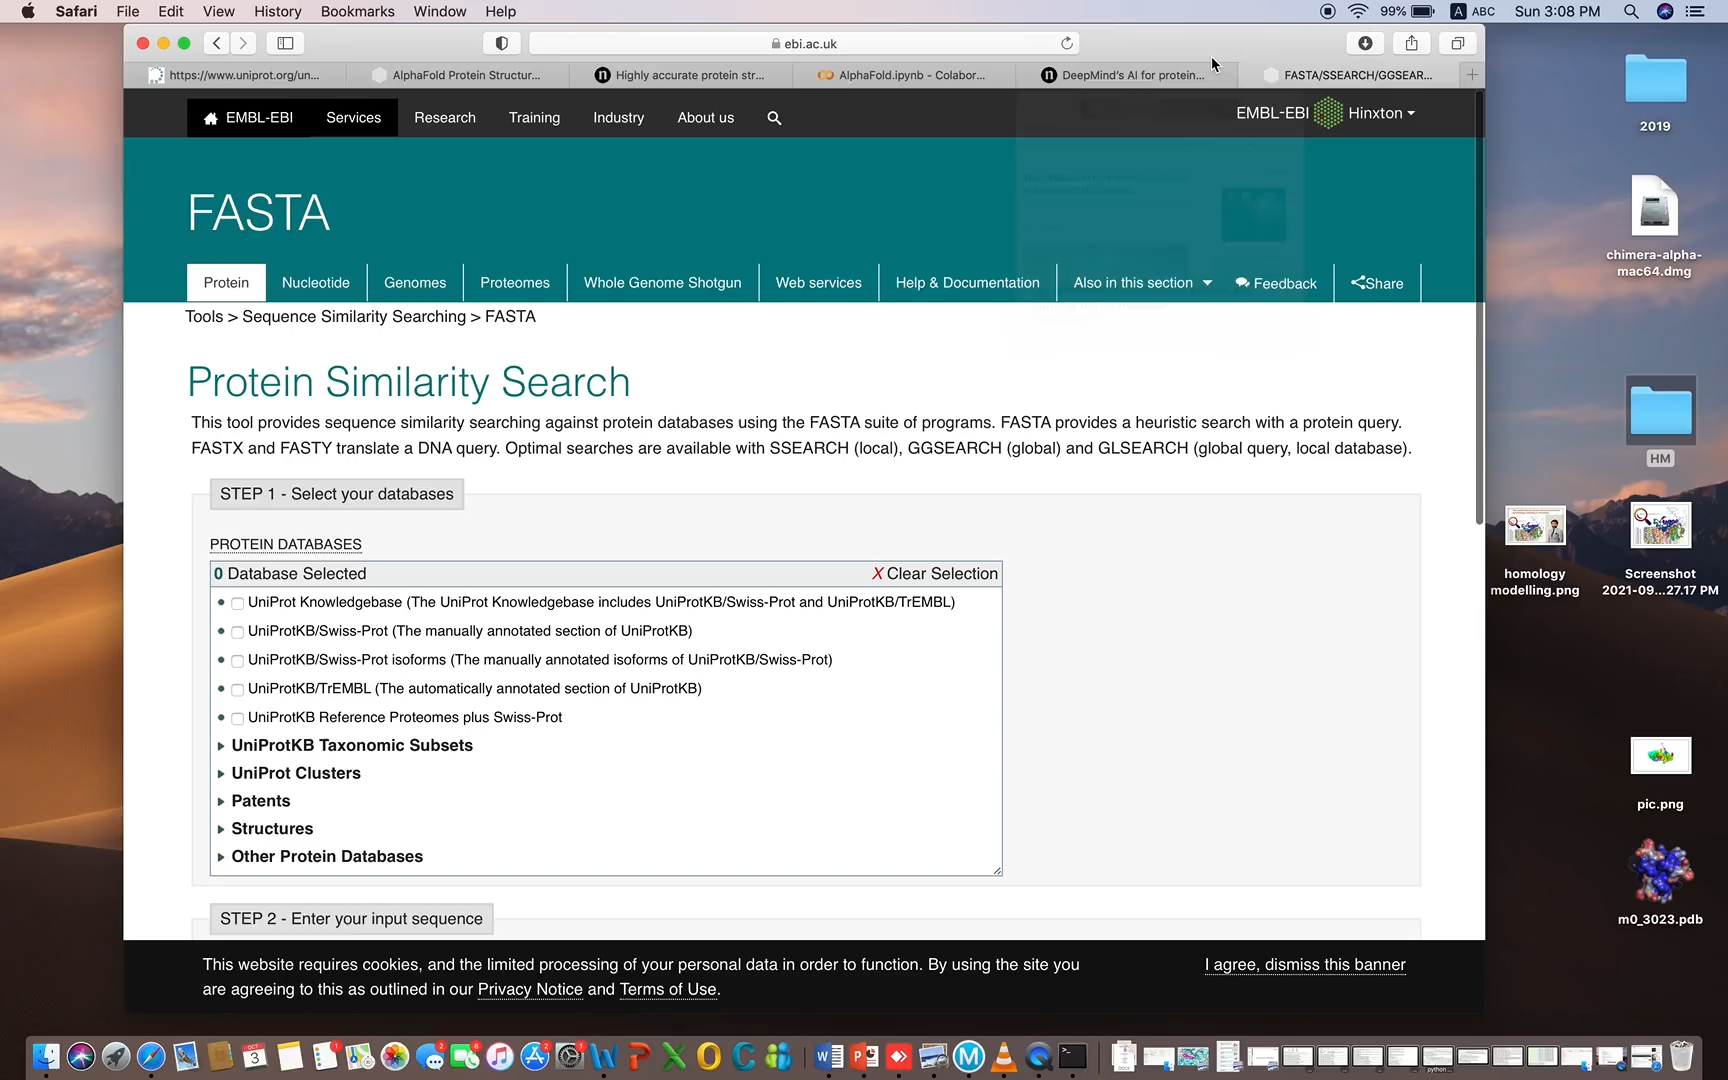 Safari File Edit View History Bookmarks Window Help
99% A ABC Sun 3:08 PM
ebi.ac.uk
https://www.uniprot.org/un...
AlphaFold Protein Structur...
Highly accurate protein str...
AlphaFold.ipynb - Colabor...
DeepMind's AI for protein...
FASTA/SSEARCH/GGSEAR...
EMBL-EBI Services Research Training Industry About us
EMBL-EBI Hinxton
FASTA
Protein Nucleotide Genomes Proteomes Whole Genome Shotgun Web services Help & Documentation Also in this section Feedback Share
Tools > Sequence Similarity Searching > FASTA
Protein Similarity Search
This tool provides sequence similarity searching against protein databases using the FASTA suite of programs. FASTA provides a heuristic search with a protein query.
FASTX and FASTY translate a DNA query. Optimal searches are available with SSEARCH (local), GGSEARCH (global) and GLSEARCH (global query, local database).
STEP 1 - Select your databases
PROTEIN DATABASES
0 Database Selected
X Clear Selection
UniProt Knowledgebase (The UniProt Knowledgebase includes UniProtKB/Swiss-Prot and UniProtKB/TrEMBL)
UniProtKB/Swiss-Prot (The manually annotated section of UniProtKB)
UniProtKB/Swiss-Prot isoforms (The manually annotated isoforms of UniProtKB/Swiss-Prot)
UniProtKB/TrEMBL (The automatically annotated section of UniProtKB)
UniProtKB Reference Proteomes plus Swiss-Prot
UniProtKB Taxonomic Subsets
UniProt Clusters
Patents
Structures
Other Protein Databases
STEP 2 - Enter your input sequence
This website requires cookies, and the limited processing of your personal data in order to function. By using the site you
are agreeing to this as outlined in our Privacy Notice and Terms of Use.
I agree, dismiss this banner
2019
chimera-alpha-
mac64.dmg
HM
homology
modelling.png
Screenshot
2021-09...27.17 PM
pic.png
m0_3023.pdb
OCT
3